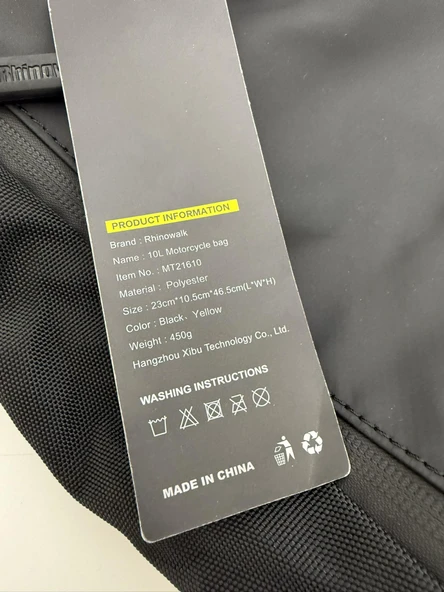 Rhinow
PRODUCT INFORMATION
Brand : Rhinowalk
Name : 10L Motorcycle bag
Item No. : MT21610
Material : Polyester
Size : 23cm*10.5cm*46.5cm(L*W*H)
Color : Black、Yellow
Weight : 450g
Hangzhou Xibu Technology Co., Ltd.
WASHING INSTRUCTIONS
MADE IN CHINA